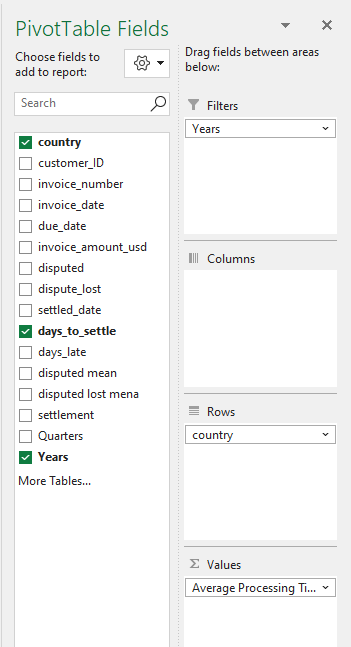 PivotTable Fields
Choose fields to
add to report:
Search
country
customer_ID
invoice_number
invoice_date
due_date
invoice_amount_usd
disputed
dispute_lost
settled_date
days_to_settle
days_late
disputed mean
disputed lost mena
settlement
Quarters
Years
More Tables...
Drag fields between areas
below:
Filters
Years
Columns
Rows
country
Values
Average Processing Ti...